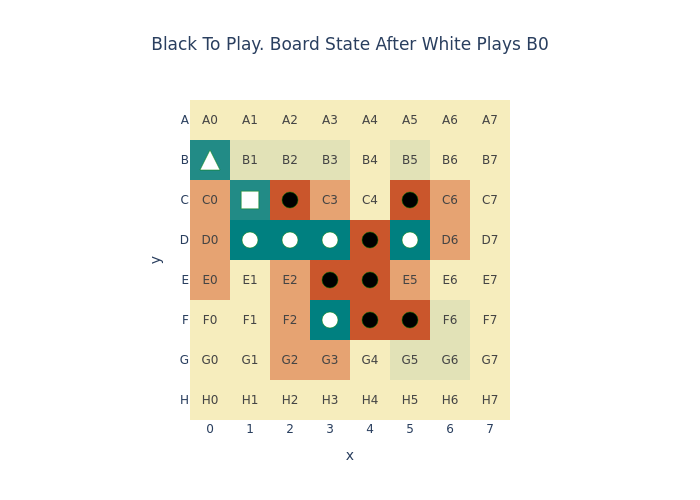 Black To Play. Board State After White Plays B0
A A0 A1 A2 A3 A4 A5 A6 A7
B B1 B2 B3 B4 B5 B6 B7
C C0 C3 C4 C6 C7
D D0 D6 D7
E E0 E1 E2 E5 E6 E7
F F0 F1 F2 F6 F7
G G0 G1 G2 G3 G4 G5 G6 G7
H H0 H1 H2 H3 H4 H5 H6 H7
0 1 2 3 4 5 6 7
x
y